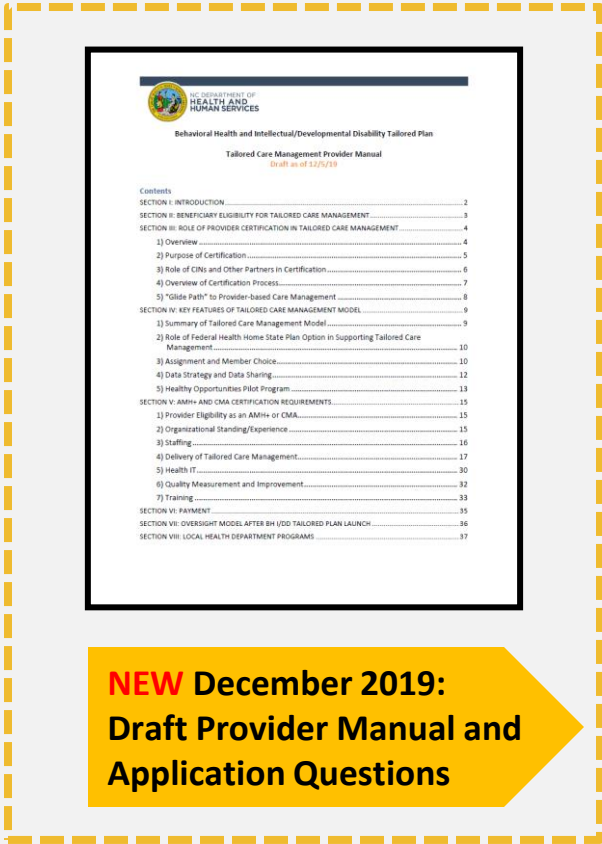 NC DEPARTMENT OF
HEALTH AND
HUMAN SERVICES
Behavioral Health and Intellectual/Developmental Disability Tailored Plan
Tailored Care Management Provider Manual
Draft as of 12/5/19
Contents
SECTION I: INTRODUCTION 2
SECTION II: BENEFICIARY ELIGIBILITY FOR TAILORED CARE MANAGEMENT 3
SECTION III: ROLE OF PROVIDER CERTIFICATION IN TAILORED CARE MANAGEMENT 4
1) Overview 4
2) Purpose of Certification 5
3) Role of CINs and Other Partners in Certification 6
4) Overview of Certification Process 7
5) "Glide Path" to Provider-based Care Management 8
SECTION IV: KEY FEATURES OF TAILORED CARE MANAGEMENT MODEL 9
1) Summary of Tailored Care Management Model 9
2) Role of Federal Health Home State Plan Option in Supporting Tailored Care
Management 10
3) Assignment and Member Choice 10
4) Data Strategy and Data Sharing 12
5) Healthy Opportunities Pilot Program 13
SECTION V: AMH+ AND CMA CERTIFICATION REQUIREMENTS 15
1) Provider Eligibility as an AMH+ or CMA 15
2) Organizational Standing/Experience 15
3) Staffing 16
4) Delivery of Tailored Care Management 17
5) Health IT 30
6) Quality Measurement and Improvement 32
7) Training 33
SECTION VI: PAYMENT 35
SECTION VII: OVERSIGHT MODEL AFTER BH I/DD TAILORED PLAN LAUNCH 36
SECTION VIII: LOCAL HEALTH DEPARTMENT PROGRAMS 37
NEW December 2019:
Draft Provider Manual and
Application Questions